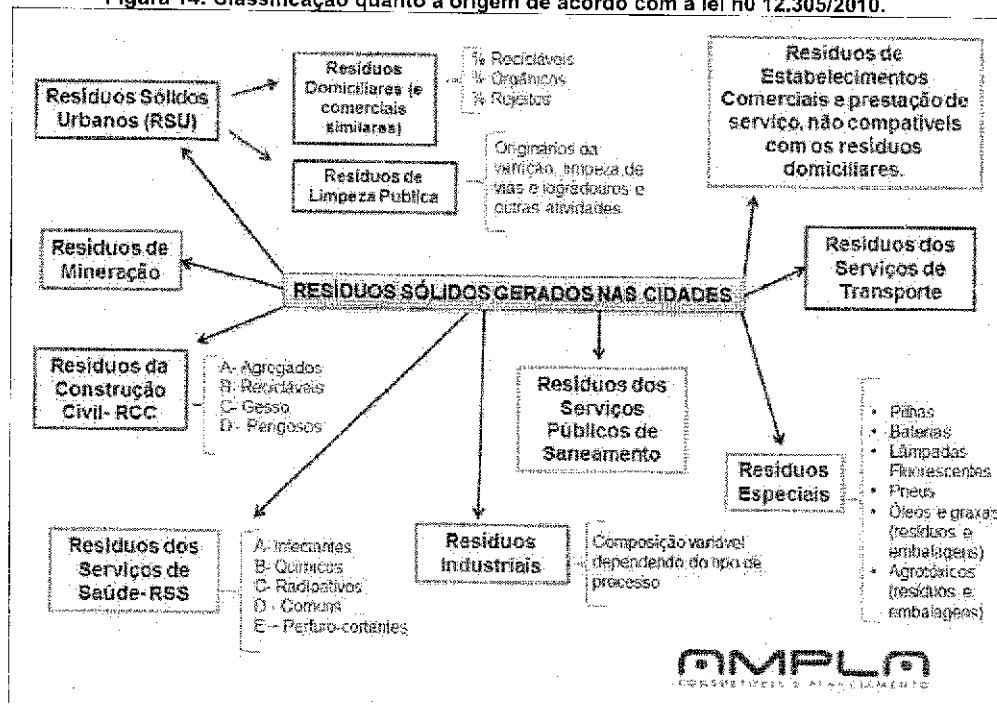 Figura 14. Classificação quanto à origem de acordo com a lei n0 12.305/2010.
Resíduos Sólidos
Urbanos (RSU)
Resíduos
Domiciliares (e
comerciais
similares)
% Recicláveis
% Orgânicos
% Rejeitos
Resíduos de
Limpeza Publica
Originários da
varrição, limpeza de
vias e logradouros e
outras atividades.
Resíduos de
Estabelecimentos
Comerciais e prestação de
serviço, não compatíveis
com os resíduos
domiciliares.
Resíduos de
Mineração
RESÍDUOS SÓLIDOS GERADOS NAS CIDADES
Resíduos dos
Serviços de
Transporte
Resíduos da
Construção
Civil- RCC
A- Agregados
B- Recicláveis
C- Gesso
D - Perigosos
Resíduos dos
Serviços
Públicos de
Saneamento
Resíduos
Especiais
• Pilhas
• Baterias
• Lâmpadas
Fluorescentes
• Pneus
• Óleos e graxas
(resíduos e
embalagens)
• Agrotóxicos
(resíduos e
embalagens)
Resíduos dos
Serviços de
Saúde-RSS
A- Infectantes
B- Químicos
C- Radioativos
D - Comuns
E – Perfuro-cortantes
Resíduos
Industriais
Composição variável
dependendo do tipo de
processo
AMPLA
CONSULTORIA E PLANEJAMENTO